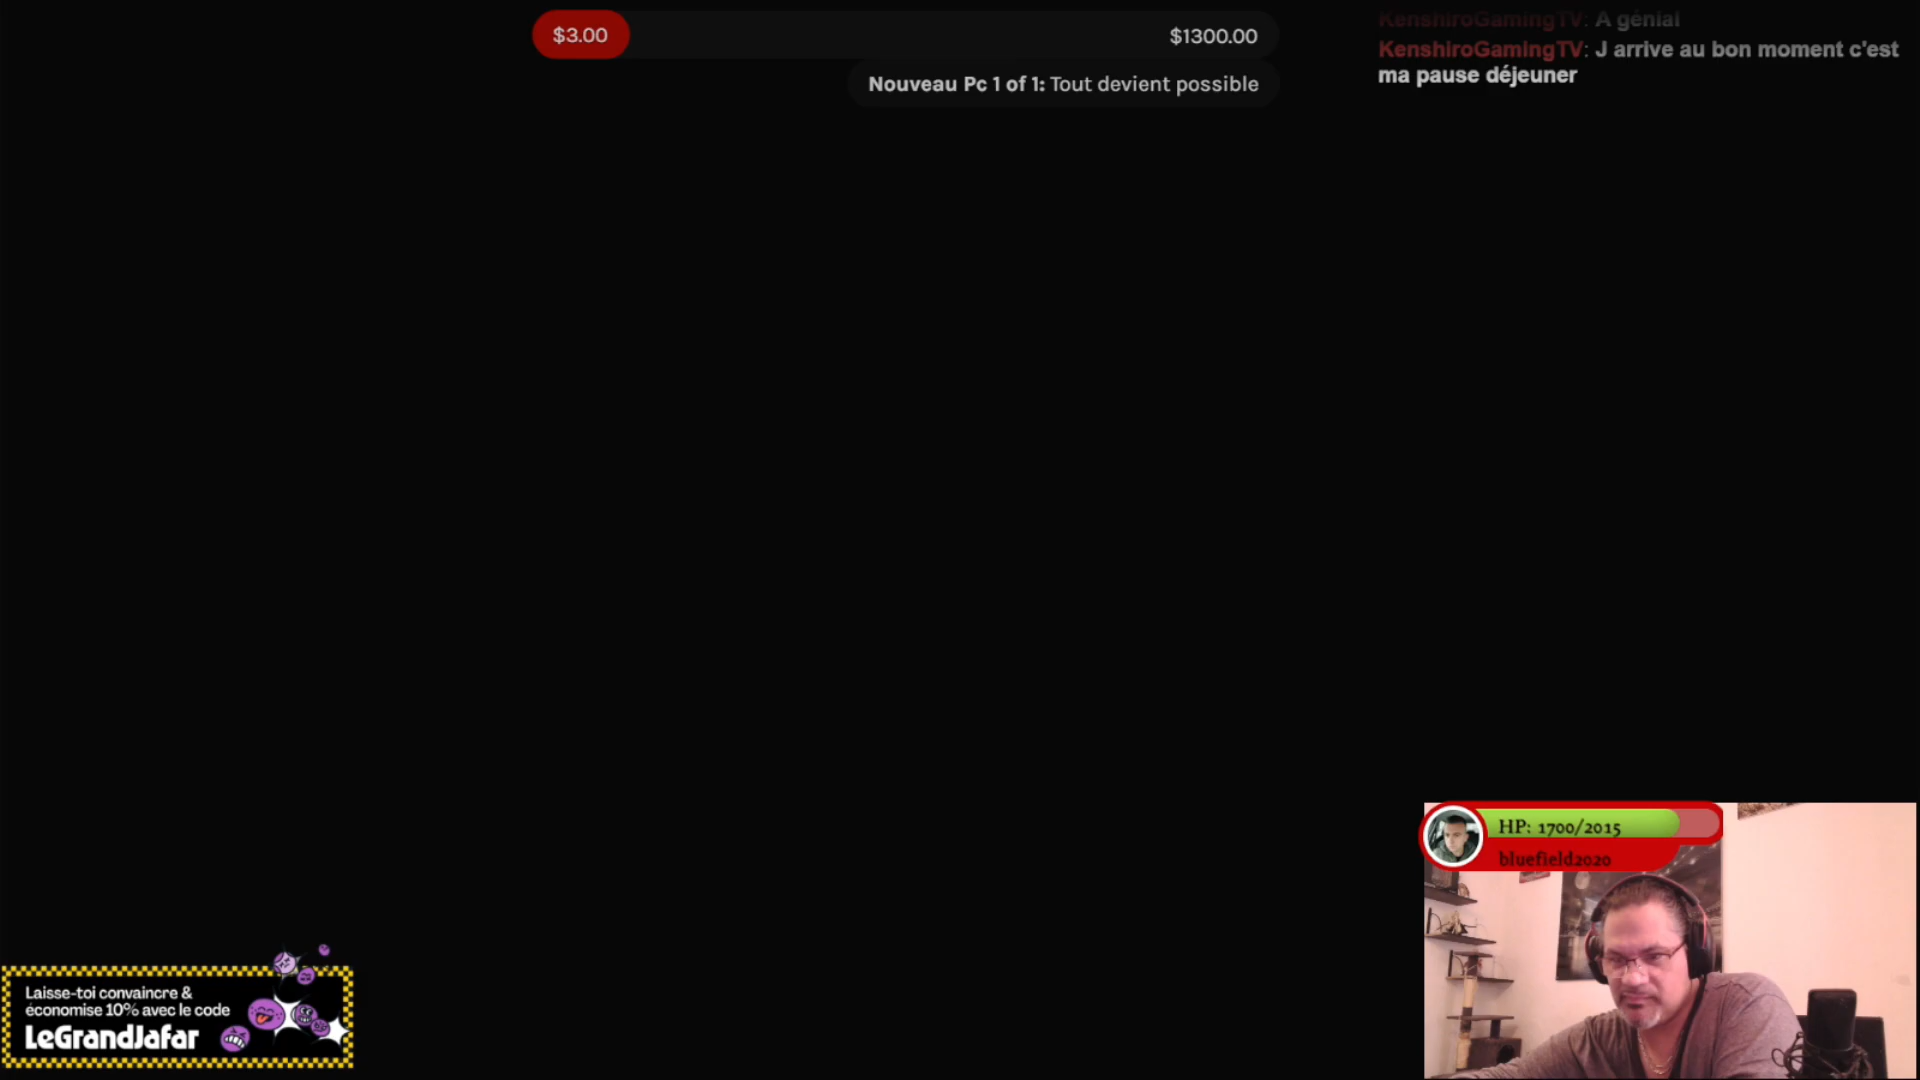 $3.00
$1300.00
Nouveau Pc 1 of 1: Tout devient possible
KenshiroGamingTV: A génial
KenshiroGamingTV: J arrive au bon moment c'est
ma pause déjeuner
HP: 1700/2015
bluefield2020
Laisse-toi convaincre &
économise 10% avec le code
LeGrandJafar